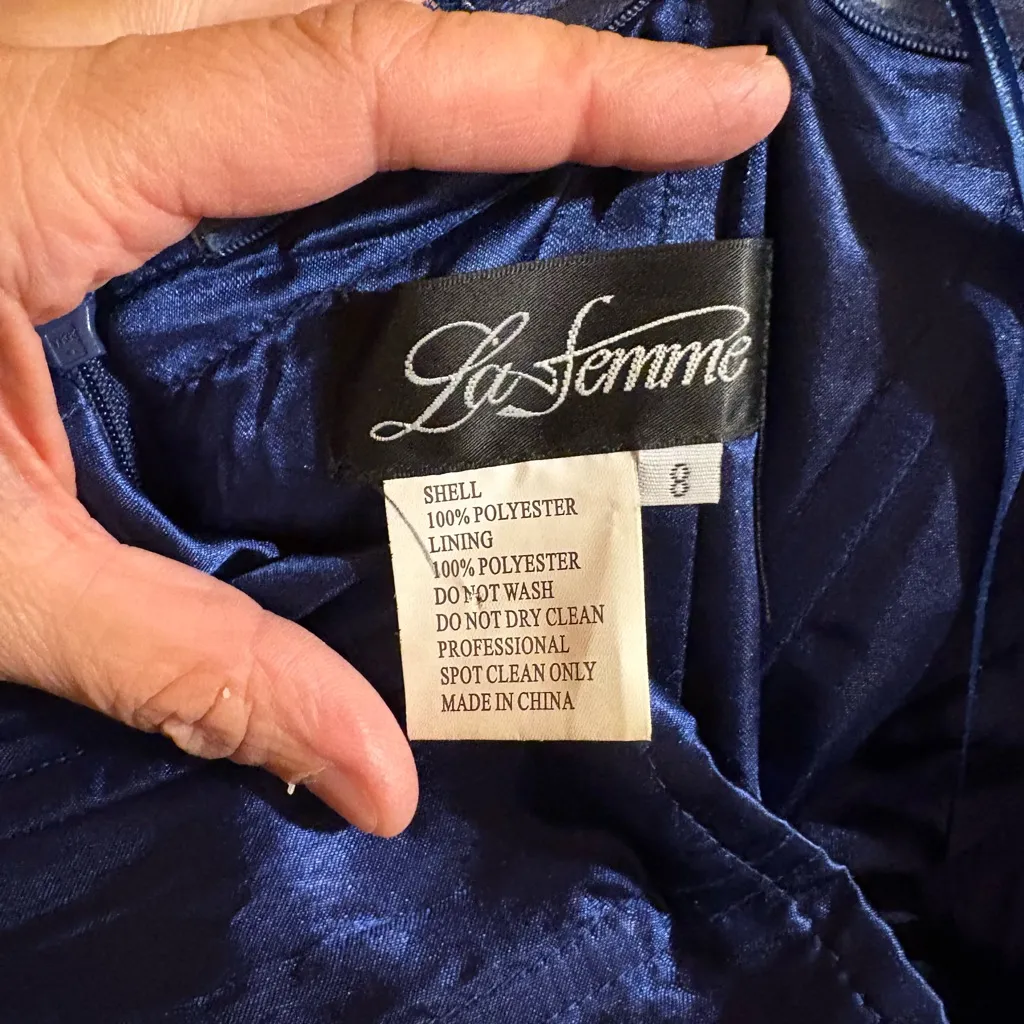 La Femme
8
SHELL
100% POLYESTER
LINING
100% POLYESTER
DO NOT WASH
DO NOT DRY CLEAN
PROFESSIONAL
SPOT CLEAN ONLY
MADE IN CHINA